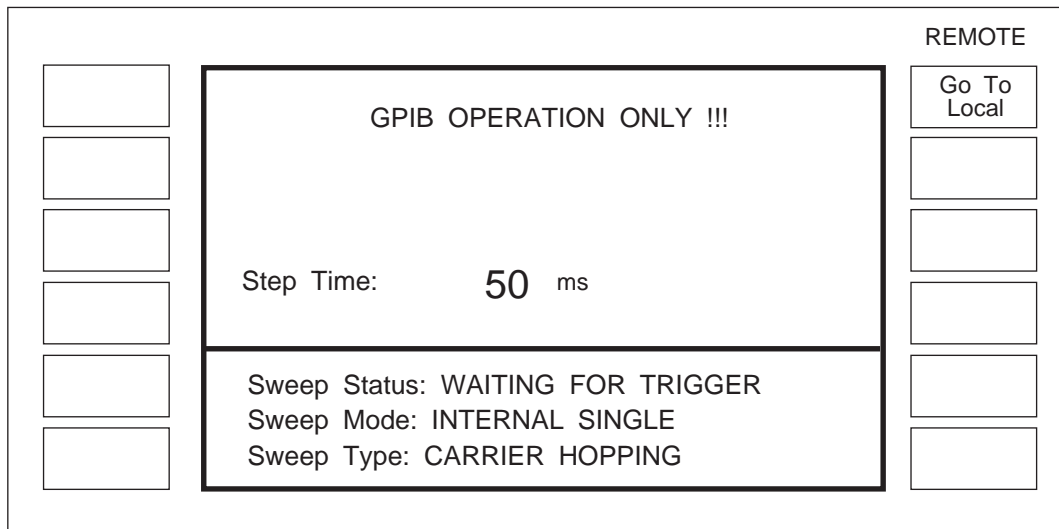 REMOTE
Go To
Local
GPIB OPERATION ONLY !!!
Step Time: 50 ms
Sweep Status: WAITING FOR TRIGGER
Sweep Mode: INTERNAL SINGLE
Sweep Type: CARRIER HOPPING